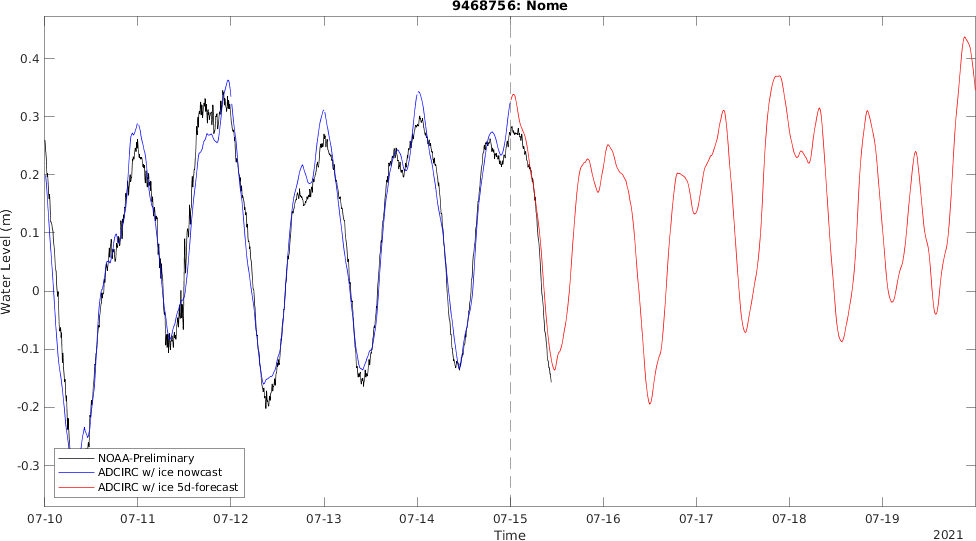 9468756: Nome
Water Level (m)
0.4
0.3
0.2
0.1
0
-0.1
-0.2
-0.3
NOAA-Preliminary
ADCIRC w/ ice nowcast
ADCIRC w/ ice 5d-forecast
07-10 07-11 07-12 07-13 07-14 07-15 07-16 07-17 07-18 07-19
Time
2021